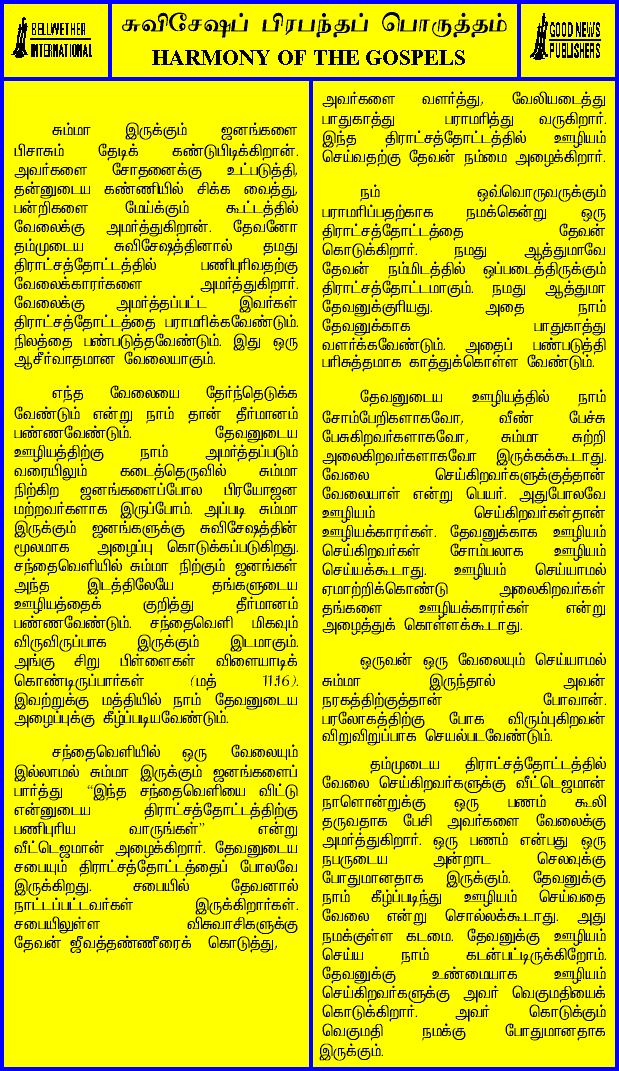 BELLWETHER
INTERNATIONAL
சுவிசேஷப் பிரபந்தப் பொருத்தம்
HARMONY OF THE GOSPELS
GOOD NEWS
PUBLISHERS
சும்மா இருக்கும் ஜனங்களை
பிசாசும் தேடிக் கண்டுபிடிக்கிறான்.
அவர்களை சோதனைக்கு உட்படுத்தி,
தன்னுடைய கண்ணியில் சிக்க வைத்து,
பன்றிகளை மேய்க்கும் கூட்டத்தில்
வேலைக்கு அமர்த்துகிறான். தேவனோ
தம்முடைய சுவிசேஷத்தினால் தமது
திராட்சத்தோட்டத்தில் பணிபுரிவதற்கு
வேலைக்காரர்களை அமர்த்துகிறார்.
வேலைக்கு அமர்த்தப்பட்ட இவர்கள்
திராட்சத்தோட்டத்தை பராமரிக்கவேண்டும்.
நிலத்தை பண்படுத்தவேண்டும். இது ஒரு
ஆசீர்வாதமான வேலையாகும்.
எந்த வேலையை தேர்ந்தெடுக்க
வேண்டும் என்று நாம் தான் தீர்மானம்
பண்ணவேண்டும். தேவனுடைய
ஊழியத்திற்கு நாம் அமர்த்தப்படும்
வரையிலும் கடைத்தெருவில் சும்மா
நிற்கிற ஜனங்களைப்போல பிரயோஜன
மற்றவர்களாக இருப்போம். அப்படி சும்மா
இருக்கும் ஜனங்களுக்கு சுவிசேஷத்தின்
மூலமாக அழைப்பு கொடுக்கப்படுகிறது.
சந்தைவெளியில் சும்மா நிற்கும் ஜனங்கள்
அந்த இடத்திலேயே தங்களுடைய
ஊழியத்தைக் குறித்து தீர்மானம்
பண்ணவேண்டும். சந்தைவெளி மிகவும்
விருவிருப்பாக இருக்கும் இடமாகும்.
அங்கு சிறு பிள்ளைகள் விளையாடிக்
கொண்டிருப்பார்கள் (மத் 11:16).
இவற்றுக்கு மத்தியில் நாம் தேவனுடைய
அழைப்புக்கு கீழ்ப்படியவேண்டும்.
சந்தைவெளியில் ஒரு வேலையும்
இல்லாமல் சும்மா இருக்கும் ஜனங்களைப்
பார்த்து “இந்த சந்தைவெளியை விட்டு
என்னுடைய திராட்சத்தோட்டத்திற்கு
பணிபுரிய வாருங்கள்” என்று
வீட்டெஜமான் அழைக்கிறார். தேவனுடைய
சபையும் திராட்சத்தோட்டத்தைப் போலவே
இருக்கிறது. சபையில் தேவனால்
நாட்டப்பட்டவர்கள் இருக்கிறார்கள்.
சபையிலுள்ள விசுவாசிகளுக்கு
தேவன் ஜீவத்தண்ணீரைக் கொடுத்து,
அவர்களை வளர்த்து, வேலியடைத்து
பாதுகாத்து பராமரித்து வருகிறார்.
இந்த திராட்சத்தோட்டத்தில் ஊழியம்
செய்வதற்கு தேவன் நம்மை அழைக்கிறார்.
நம் ஒவ்வொருவருக்கும்
பராமரிப்பதற்காக நமக்கென்று ஒரு
திராட்சத்தோட்டத்தை தேவன்
கொடுக்கிறார். நமது ஆத்துமாவே
தேவன் நம்மிடத்தில் ஒப்படைத்திருக்கும்
திராட்சத்தோட்டமாகும். நமது ஆத்துமா
தேவனுக்குரியது. அதை நாம்
தேவனுக்காக பாதுகாத்து
வளர்க்கவேண்டும். அதைப் பண்படுத்தி
பரிசுத்தமாக காத்துக்கொள்ள வேண்டும்.
தேவனுடைய ஊழியத்தில் நாம்
சோம்பேறிகளாகவோ, வீண் பேச்சு
பேசுகிறவர்களாகவோ, சும்மா சுற்றி
அலைகிறவர்களாகவோ இருக்கக்கூடாது.
வேலை செய்கிறவர்களுக்குத்தான்
வேலையாள் என்று பெயர். அதுபோலவே
ஊழியம் செய்கிறவர்கள்தான்
ஊழியக்காரர்கள். தேவனுக்காக ஊழியம்
செய்கிறவர்கள் சோம்பலாக ஊழியம்
செய்யக்கூடாது. ஊழியம் செய்யாமல்
ஏமாற்றிக்கொண்டு அலைகிறவர்கள்
தங்களை ஊழியக்காரர்கள் என்று
அழைத்துக் கொள்ளக்கூடாது.
ஒருவன் ஒரு வேலையும் செய்யாமல்
சும்மா இருந்தால் அவன்
நரகத்திற்குத்தான் போவான்.
பரலோகத்திற்கு போக விரும்புகிறவன்
விறுவிறுப்பாக செயல்படவேண்டும்.
தம்முடைய திராட்சத்தோட்டத்தில்
வேலை செய்கிறவர்களுக்கு வீட்டெஜமான்
நாளொன்றுக்கு ஒரு பணம் கூலி
தருவதாக பேசி அவர்களை வேலைக்கு
அமர்த்துகிறார். ஒரு பணம் என்பது ஒரு
நபருடைய அன்றாட செலவுக்கு
போதுமானதாக இருக்கும். தேவனுக்கு
நாம் கீழ்ப்படிந்து ஊழியம் செய்வதை
வேலை என்று சொல்லக்கூடாது. அது
நமக்குள்ள கடமை. தேவனுக்கு ஊழியம்
செய்ய நாம் கடன்பட்டிருக்கிறோம்.
தேவனுக்கு உண்மையாக ஊழியம்
செய்கிறவர்களுக்கு அவர் வெகுமதியைக்
கொடுக்கிறார். அவர் கொடுக்கும்
வெகுமதி நமக்கு போதுமானதாக
இருக்கும்.